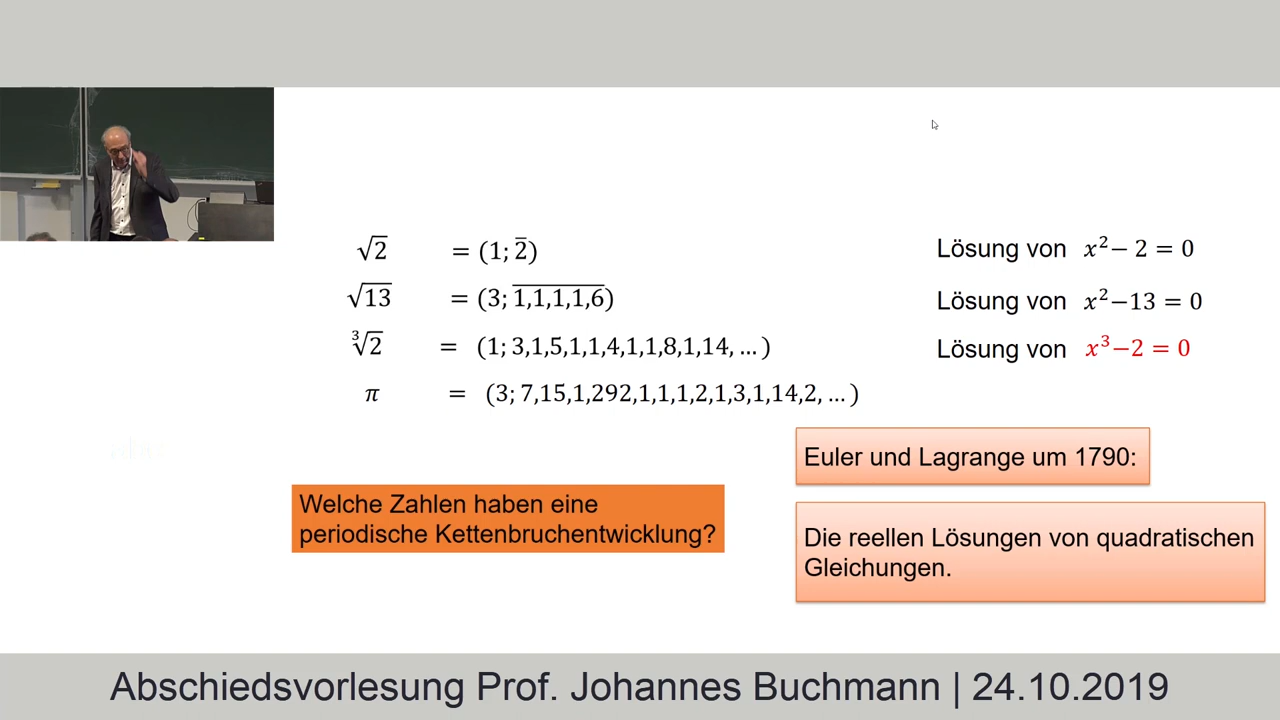 √2 = (1; 2̅) Lösung von x² − 2 = 0
√13 = (3; 1̅,̅1̅,̅1̅,̅1̅,̅6̅) Lösung von x²−13 = 0
∛2 = (1; 3,1,5,1,1,4,1,1,8,1,14, …) Lösung von x³−2 = 0
π = (3; 7,15,1,292,1,1,1,2,1,3,1,14,2, …)
Euler und Lagrange um 1790:
Welche Zahlen haben eine
periodische Kettenbruchentwicklung?
Die reellen Lösungen von quadratischen
Gleichungen.
Abschiedsvorlesung Prof. Johannes Buchmann | 24.10.2019